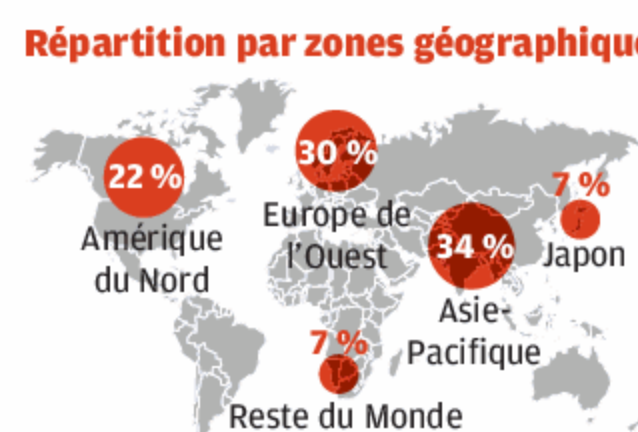 Répartition par zones géographiqu
22 %
Amérique
du Nord
30 %
Europe de
l'Ouest
34 %
Asie-
Pacifique
7 %
Japon
7 %
Reste du Monde